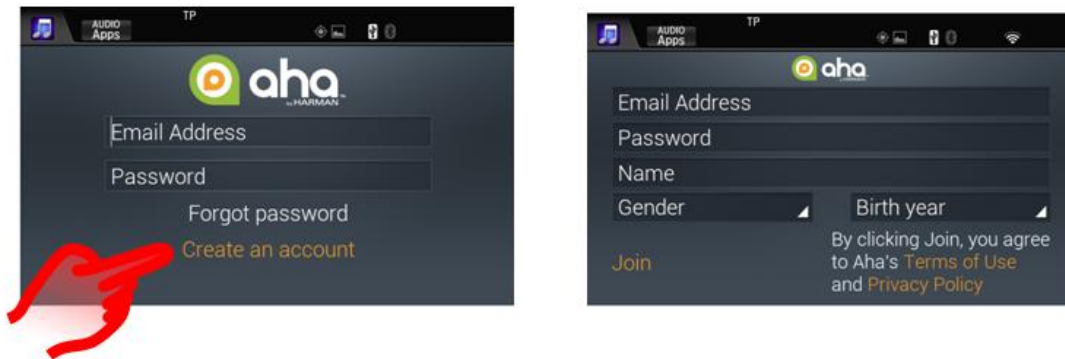 TP
AUDIO
Apps
aha
by HARMAN
Email Address
Password
Forgot password
Create an account
TP
AUDIO
Apps
aha
Email Address
Password
Name
Gender
Birth year
By clicking Join, you agree
to Aha's Terms of Use
and Privacy Policy
Join